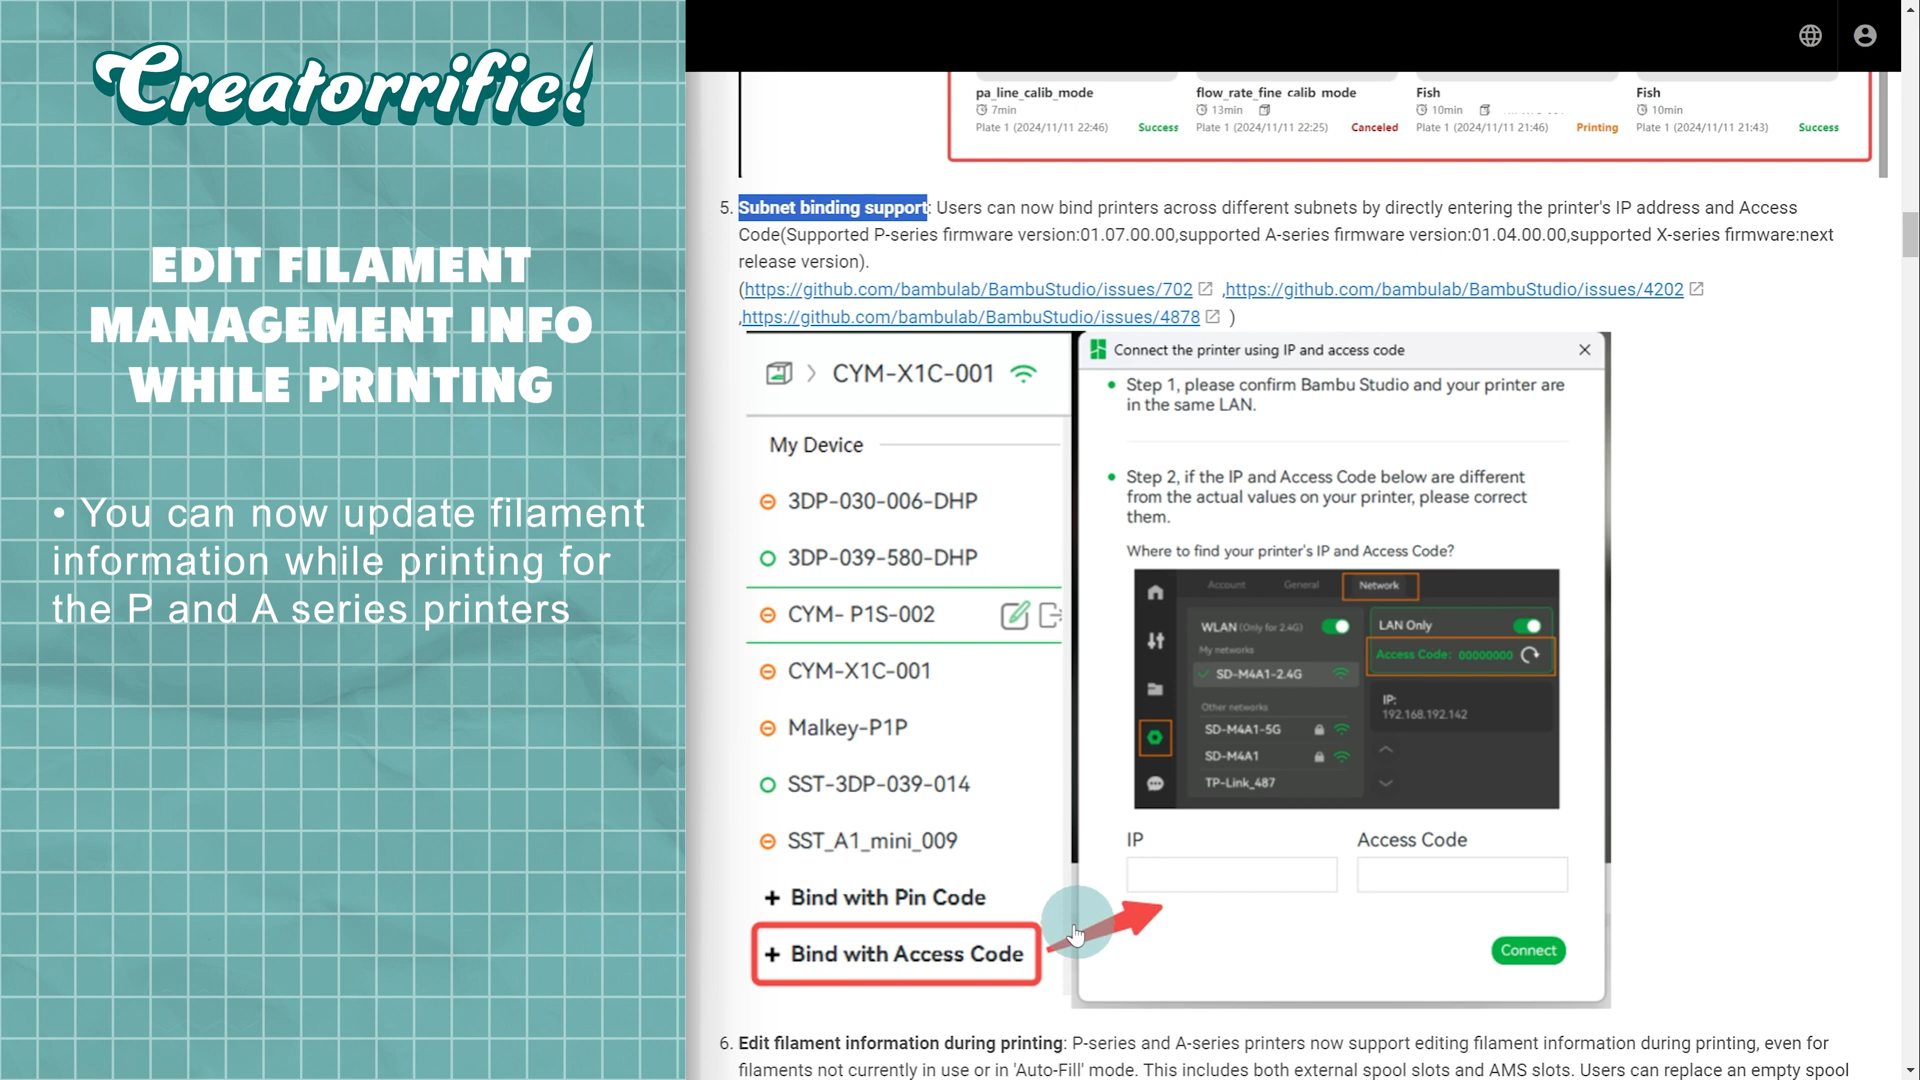 Creatorrific!
EDIT FILAMENT
MANAGEMENT INFO
WHILE PRINTING
• You can now update filament
information while printing for
the P and A series printers
pa_line_calib_mode
7min
Plate 1 (2024/11/11 22:46) Success
flow_rate_fine_calib_mode
13min
Plate 1 (2024/11/11 22:25) Canceled
Fish
10min
Plate 1 (2024/11/11 21:46) Printing
Fish
10min
Plate 1 (2024/11/11 21:43) Success
5. Subnet binding support: Users can now bind printers across different subnets by directly entering the printer's IP address and Access
Code(Supported P-series firmware version:01.07.00.00,supported A-series firmware version:01.04.00.00,supported X-series firmware:next
release version).
(https://github.com/bambulab/BambuStudio/issues/702 ,https://github.com/bambulab/BambuStudio/issues/4202
,https://github.com/bambulab/BambuStudio/issues/4878 )
CYM-X1C-001
My Device
3DP-030-006-DHP
3DP-039-580-DHP
CYM- P1S-002
CYM-X1C-001
Malkey-P1P
SST-3DP-039-014
SST_A1_mini_009
+ Bind with Pin Code
+ Bind with Access Code
Connect the printer using IP and access code
• Step 1, please confirm Bambu Studio and your printer are
in the same LAN.
• Step 2, if the IP and Access Code below are different
from the actual values on your printer, please correct
them.
Where to find your printer's IP and Access Code?
Account General Network
WLAN (Only for 2.4G)
My networks
SD-M4A1-2.4G
Other networks
SD-M4A1-5G
SD-M4A1
TP-Link_487
LAN Only
Access Code: 00000000
IP:
192.168.192.142
IP Access Code
Connect
6. Edit filament information during printing: P-series and A-series printers now support editing filament information during printing, even for
filaments not currently in use or in 'Auto-Fill' mode. This includes both external spool slots and AMS slots. Users can replace an empty spool